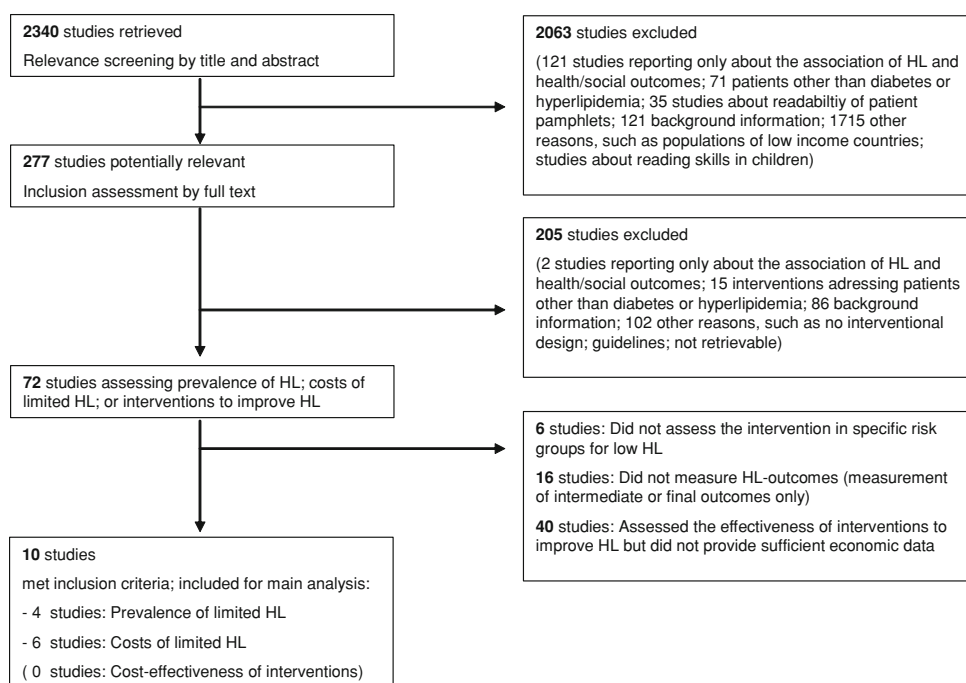 2340 studies retrieved
Relevance screening by title and abstract
2063 studies excluded
(121 studies reporting only about the association of HL and
health/social outcomes; 71 patients other than diabetes or
hyperlipidemia; 35 studies about readabiltiy of patient
pamphlets; 121 background information; 1715 other
reasons, such as populations of low income countries;
studies about reading skills in children)
277 studies potentially relevant
Inclusion assessment by full text
205 studies excluded
(2 studies reporting only about the association of HL and
health/social outcomes; 15 interventions adressing patients
other than diabetes or hyperlipidemia; 86 background
information; 102 other reasons, such as no interventional
design; guidelines; not retrievable)
72 studies assessing prevalence of HL; costs of
limited HL; or interventions to improve HL
6 studies: Did not assess the intervention in specific risk
groups for low HL
16 studies: Did not measure HL-outcomes (measurement
of intermediate or final outcomes only)
40 studies: Assessed the effectiveness of interventions to
improve HL but did not provide sufficient economic data
10 studies
met inclusion criteria; included for main analysis:
- 4 studies: Prevalence of limited HL
- 6 studies: Costs of limited HL
( 0 studies: Cost-effectiveness of interventions)